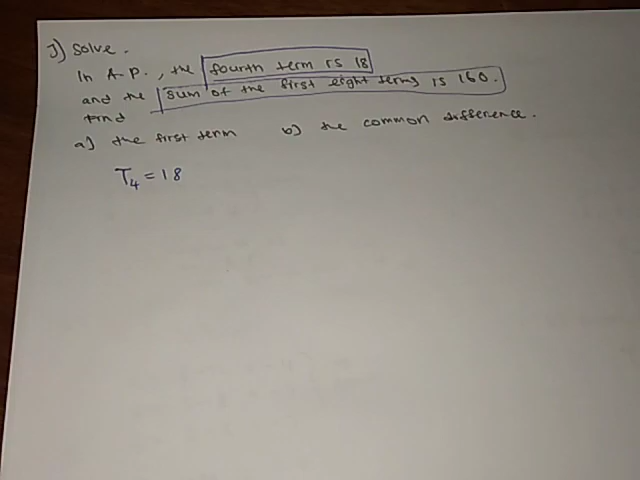 J) Solve.
In A.P., the fourth term is 18
and the sum of the first eight terms is 160.
Find
a) the first term b) the common difference.
T4 = 18